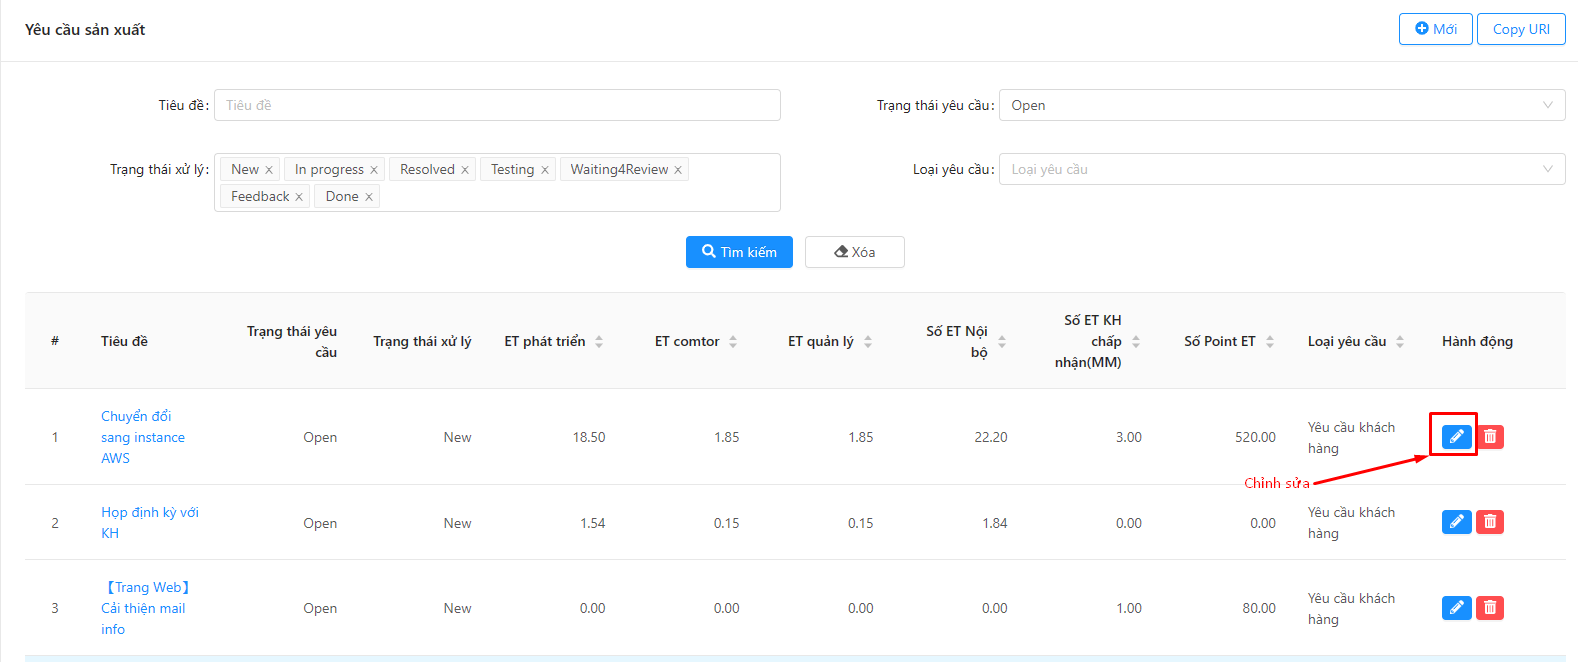 Yêu cầu sản xuất
Mới
Copy URI
Tiêu đề:
Tiêu đề
Trạng thái yêu cầu:
Open
Trạng thái xử lý:
New × In progress × Resolved × Testing × Waiting4Review ×
Feedback × Done ×
Loại yêu cầu:
Loại yêu cầu
Tìm kiếm
Xóa
#
Tiêu đề
Trạng thái yêu
cầu
Trạng thái xử lý
ET phát triển
ET comtor
ET quản lý
Số ET Nội
bộ
Số ET KH
chấp
nhận(MM)
Số Point ET
Loại yêu cầu
Hành động
1
Chuyển đổi
sang instance
AWS
Open
New
18.50
1.85
1.85
22.20
3.00
520.00
Yêu cầu khách
hàng
Chỉnh sửa
2
Họp định kỳ với
KH
Open
New
1.54
0.15
0.15
1.84
0.00
0.00
Yêu cầu khách
hàng
3
【Trang Web】
Cải thiện mail
info
Open
New
0.00
0.00
0.00
0.00
1.00
80.00
Yêu cầu khách
hàng